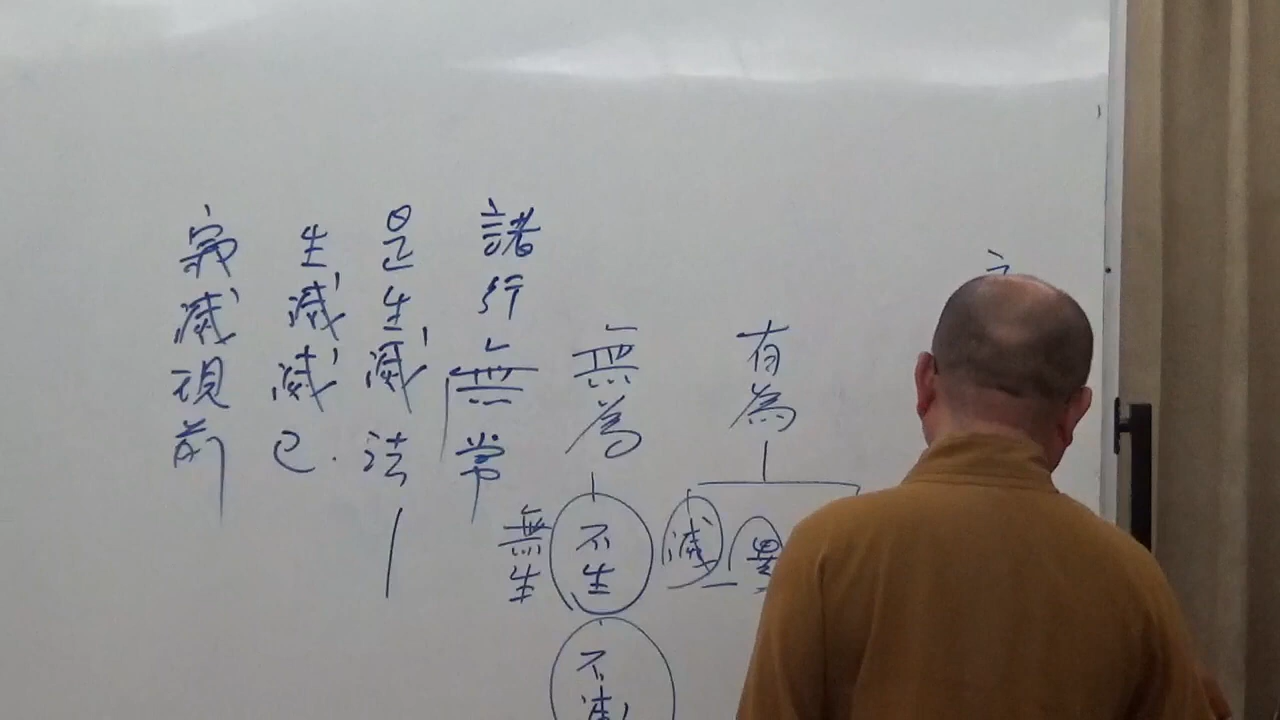 有為
滅 異
無為
不生
不滅
無生
諸行無常
是生滅法
生滅滅已
寂滅現前